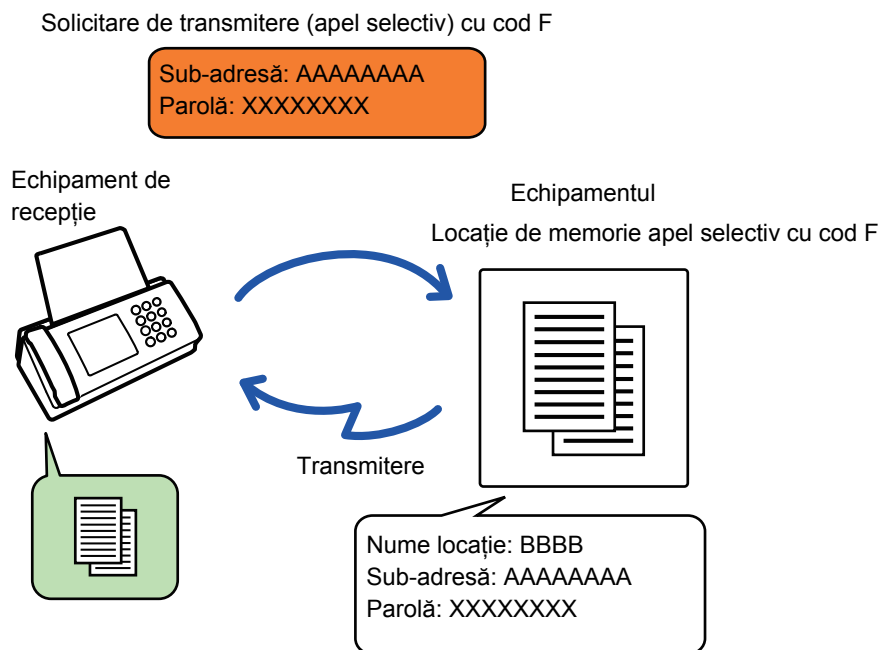 Solicitare de transmitere (apel selectiv) cu cod F
Sub-adresă: AAAAAAAA
Parolă: XXXXXXXX
Echipament de
recepție
Echipamentul
Locație de memorie apel selectiv cu cod F
Transmitere
Nume locație: BBBB
Sub-adresă: AAAAAAAA
Parolă: XXXXXXXX